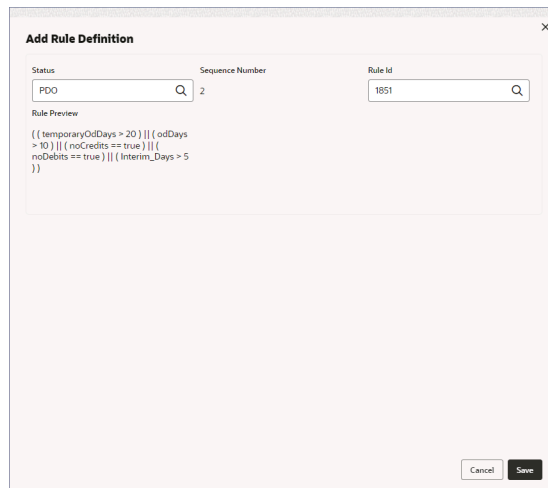 Add Rule Definition
Status
Sequence Number
Rule Id
PDO
2
1851
Rule Preview
( ( temporaryOdDays > 20 ) || ( odDays
> 10 ) || ( noCredits == true ) || (
noDebits == true ) || ( Interim_Days > 5
) )
Cancel
Save